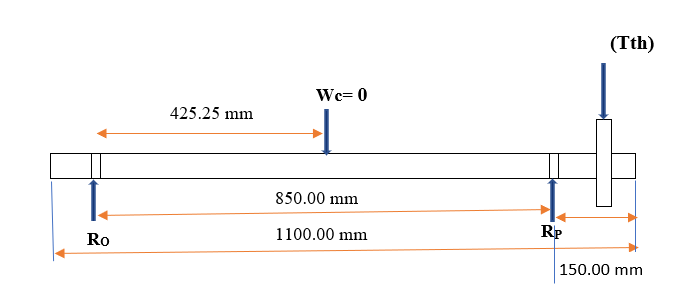 (Tth)
Wc= 0
425.25 mm
850.00 mm
RO
RP
1100.00 mm
150.00 mm